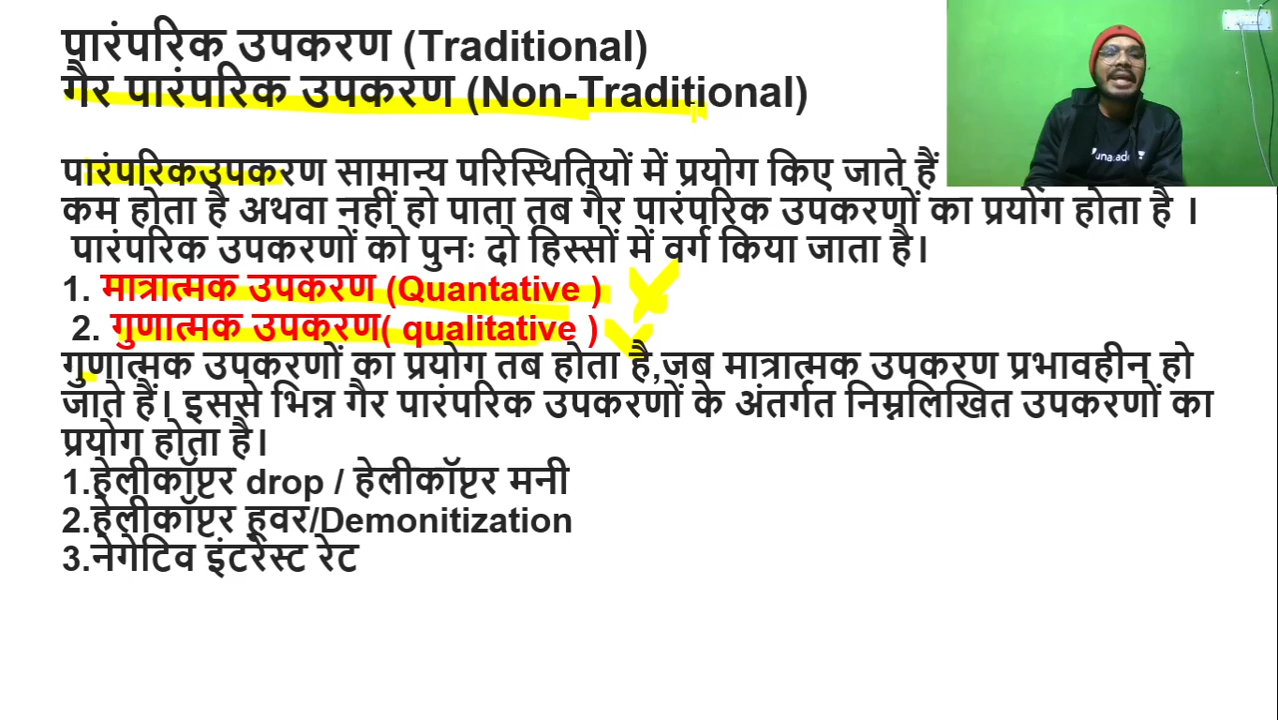 पारंपरिक उपकरण (Traditional)
गैर पारंपरिक उपकरण (Non-Traditional)
पारंपरिकउपकरण सामान्य परिस्थितियों में प्रयोग किए जाते हैं
कम होता है अथवा नहीं हो पाता तब गैर पारंपरिक उपकरणों का प्रयोग होता है ।
पारंपरिक उपकरणों को पुनः दो हिस्सों में वर्ग किया जाता है।
1. मात्रात्मक उपकरण (Quantative )
2. गुणात्मक उपकरण( qualitative )
गुणात्मक उपकरणों का प्रयोग तब होता है,जब मात्रात्मक उपकरण प्रभावहीन हो
जाते हैं। इससे भिन्न गैर पारंपरिक उपकरणों के अंतर्गत निम्नलिखित उपकरणों का
प्रयोग होता है।
1.हेलीकॉप्टर drop / हेलीकॉप्टर मनी
2.हेलीकॉप्टर हूवर/Demonitization
3.नेगेटिव इंटरेस्ट रेट